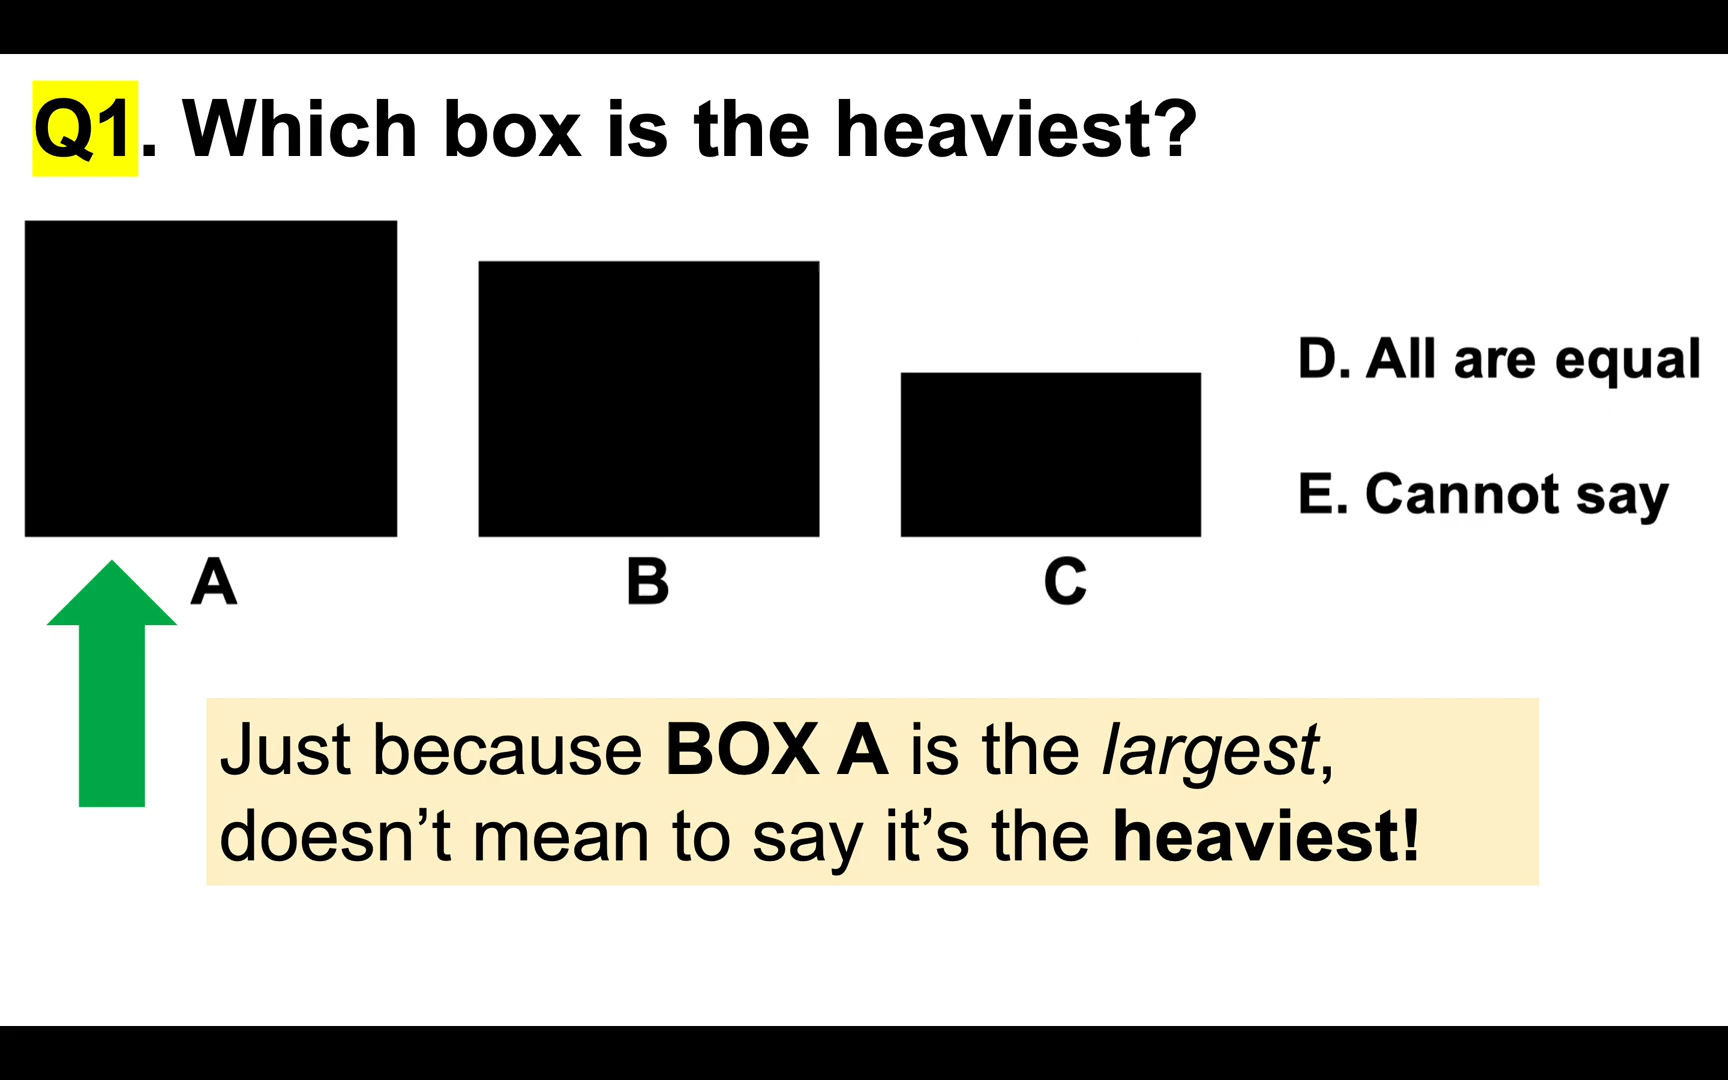 Q1. Which box is the heaviest?
D. All are equal
E. Cannot say
A
B
C
Just because BOX A is the largest,
doesn’t mean to say it’s the heaviest!